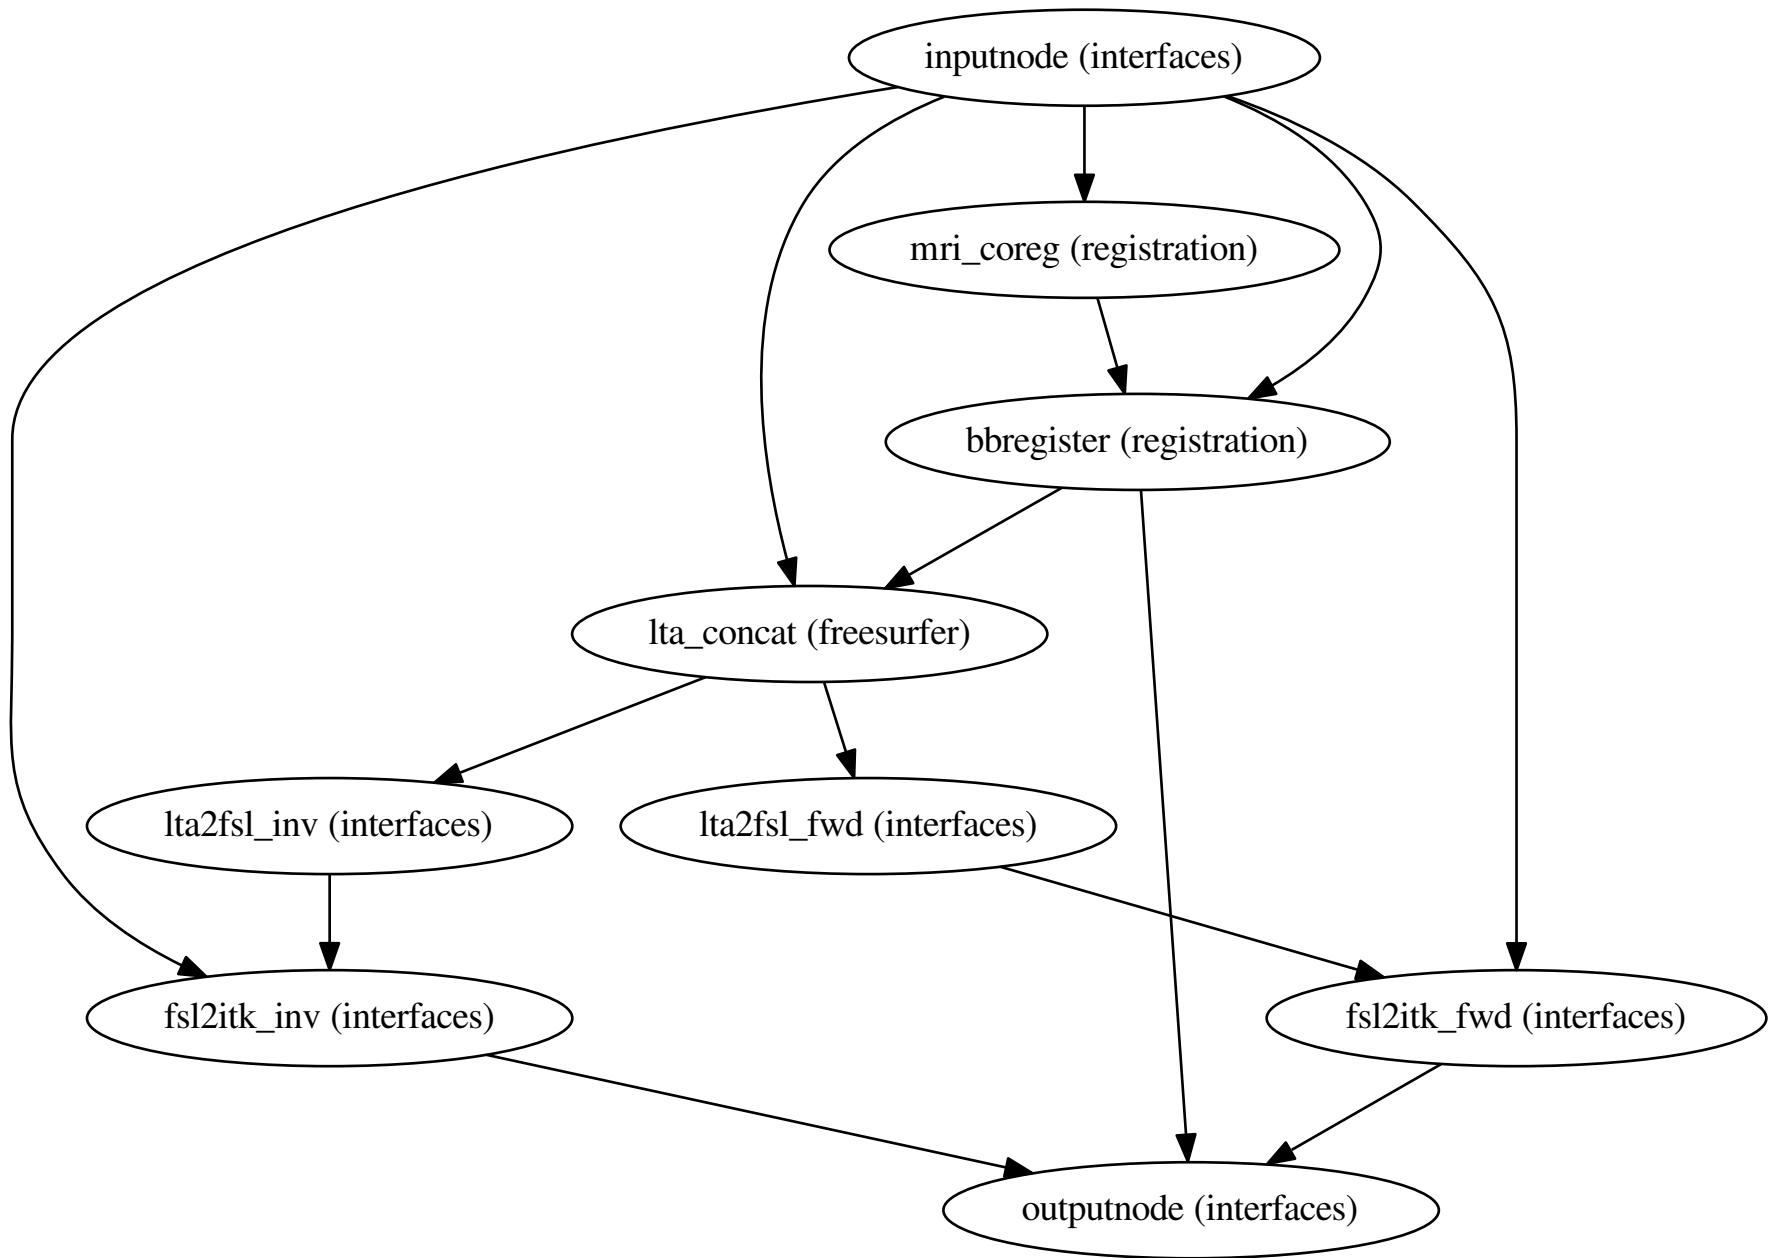 inputnode (interfaces)
mri_coreg (registration)
bbregister (registration)
lta_concat (freesurfer)
lta2fsl_inv (interfaces)
lta2fsl_fwd (interfaces)
fsl2itk_inv (interfaces)
fsl2itk_fwd (interfaces)
outputnode (interfaces)